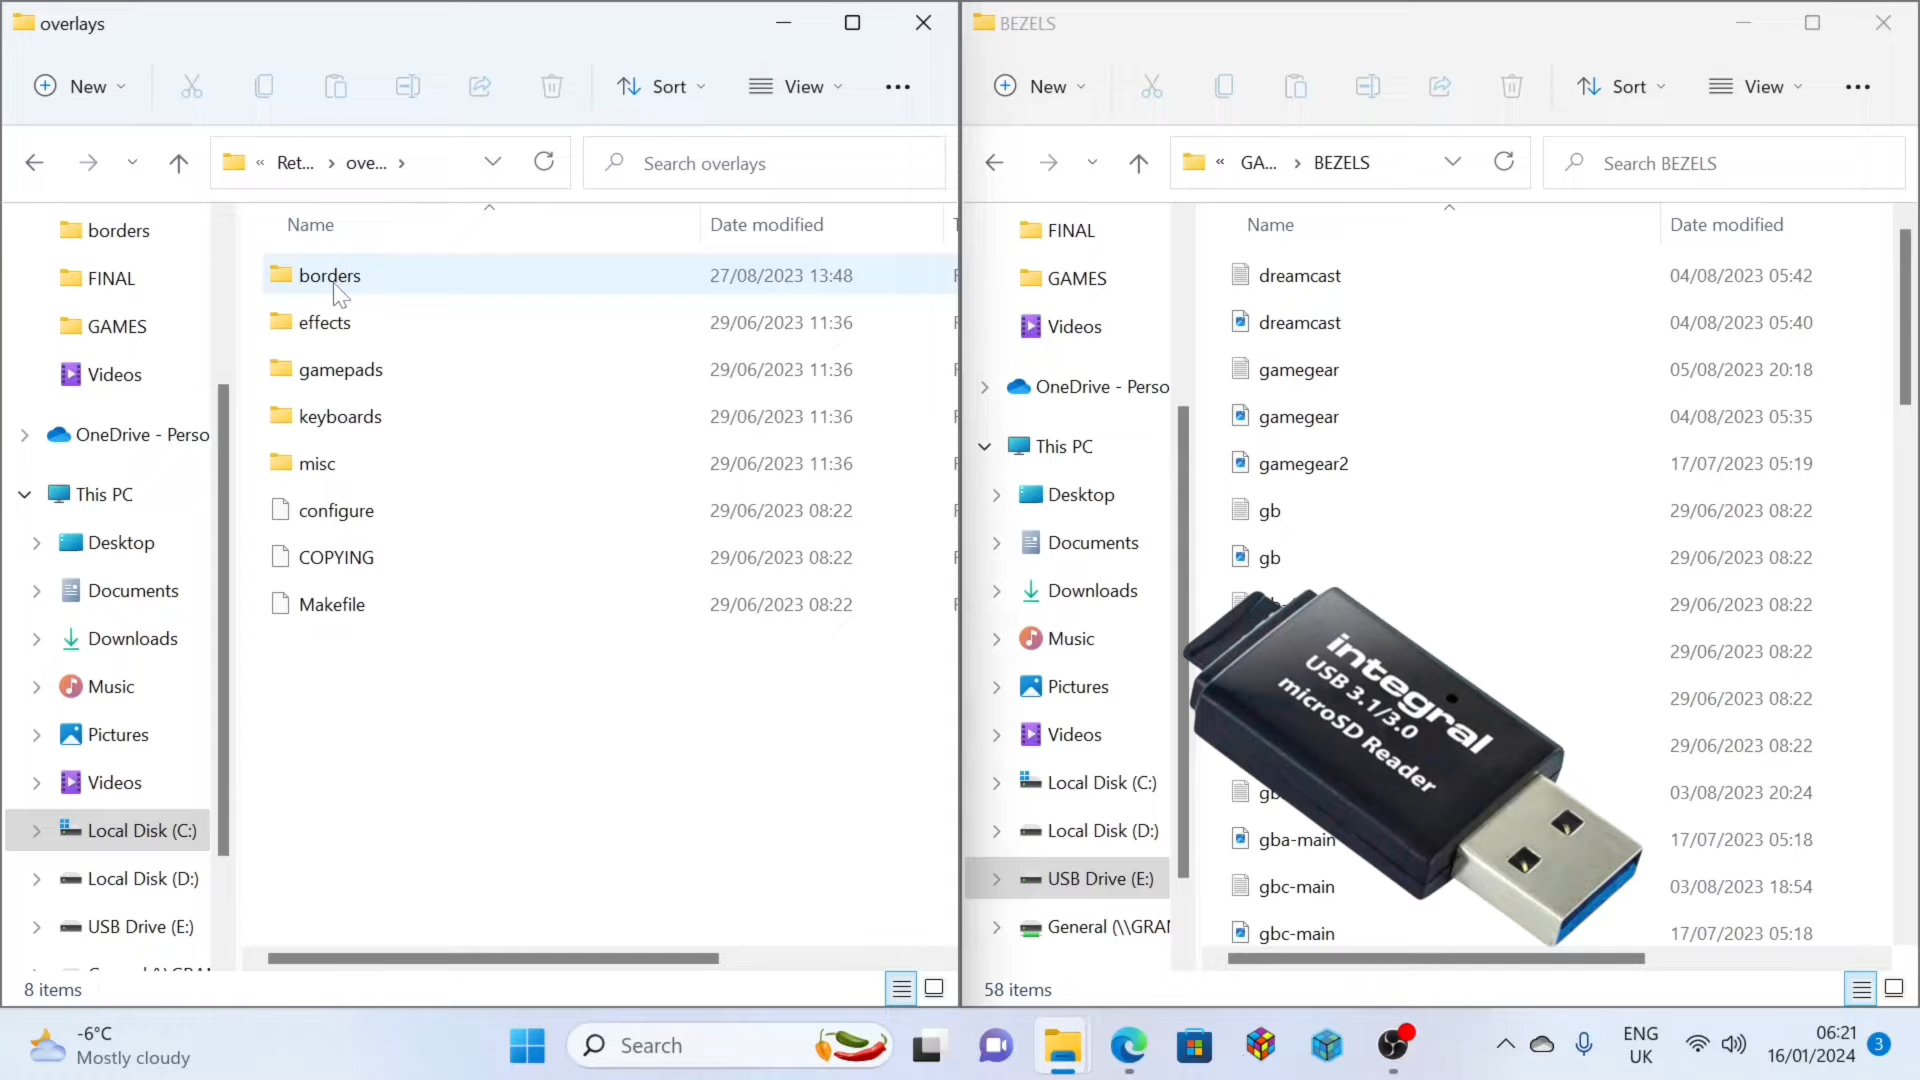 overlays
New
Sort
View
Ret... > ove... >
Search overlays
borders
FINAL
GAMES
Videos
OneDrive - Perso
This PC
Desktop
Documents
Downloads
Music
Pictures
Videos
Local Disk (C:)
Local Disk (D:)
USB Drive (E:)
Name
Date modified
borders 27/08/2023 13:48
effects 29/06/2023 11:36
gamepads 29/06/2023 11:36
keyboards 29/06/2023 11:36
misc 29/06/2023 11:36
configure 29/06/2023 08:22
COPYING 29/06/2023 08:22
Makefile 29/06/2023 08:22
8 items
BEZELS
New
Sort
View
GA... > BEZELS
Search BEZELS
FINAL
GAMES
Videos
OneDrive - Perso
This PC
Desktop
Documents
Downloads
Music
Pictures
Videos
Local Disk (C:)
Local Disk (D:)
USB Drive (E:)
General (\\GRAN
Name
Date modified
dreamcast 04/08/2023 05:42
dreamcast 04/08/2023 05:40
gamegear 05/08/2023 20:18
gamegear 04/08/2023 05:35
gamegear2 17/07/2023 05:19
gb 29/06/2023 08:22
gb 29/06/2023 08:22
29/06/2023 08:22
29/06/2023 08:22
29/06/2023 08:22
29/06/2023 08:22
03/08/2023 20:24
gba-main 17/07/2023 05:18
gbc-main 03/08/2023 18:54
gbc-main 17/07/2023 05:18
integral
USB 3.1/3.0
microSD Reader
58 items
-6°C
Mostly cloudy
Search
ENG
UK
06:21
16/01/2024
3